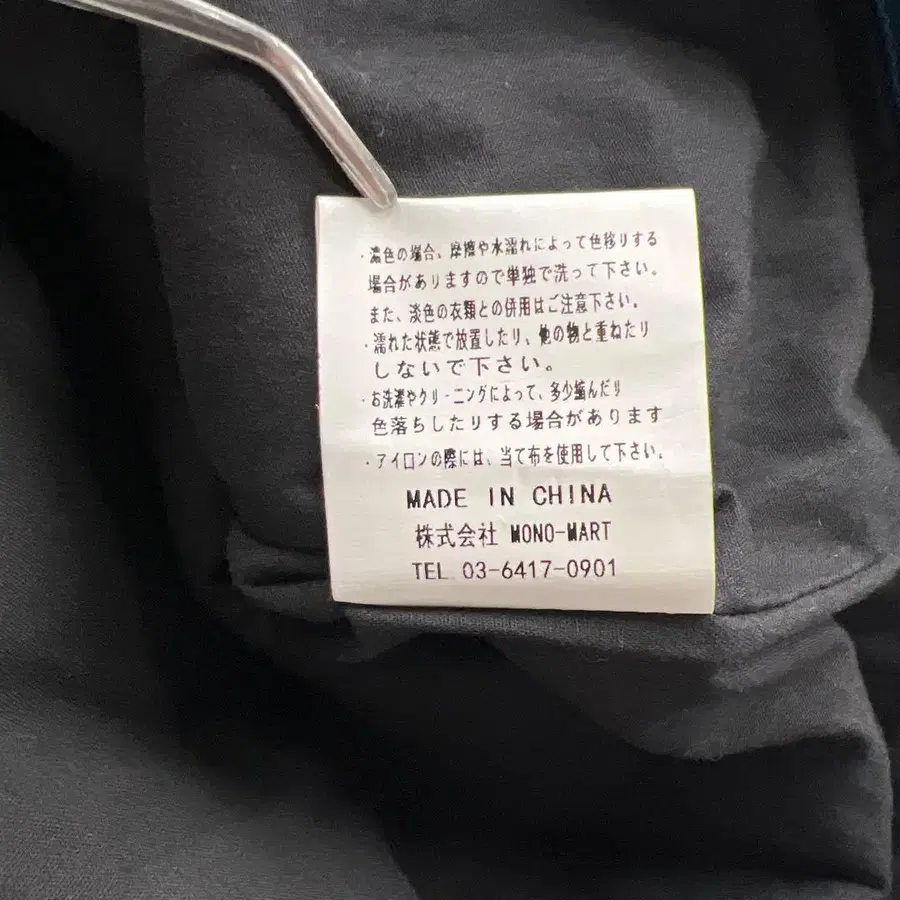 ・濃色の場合、摩擦や水濡れによって色移りする
場合がありますので単独で洗って下さい。
また、淡色の衣類との併用はご注意下さい。
・濡れた状態で放置したり、他の物と重ねたり
しないで下さい。
・お洗濯やクリーニングによって、多少縮んだり
色落ちしたりする場合があります
・アイロンの際には、当て布を使用して下さい。
MADE IN CHINA
株式会社 MONO-MART
TEL 03-6417-0901